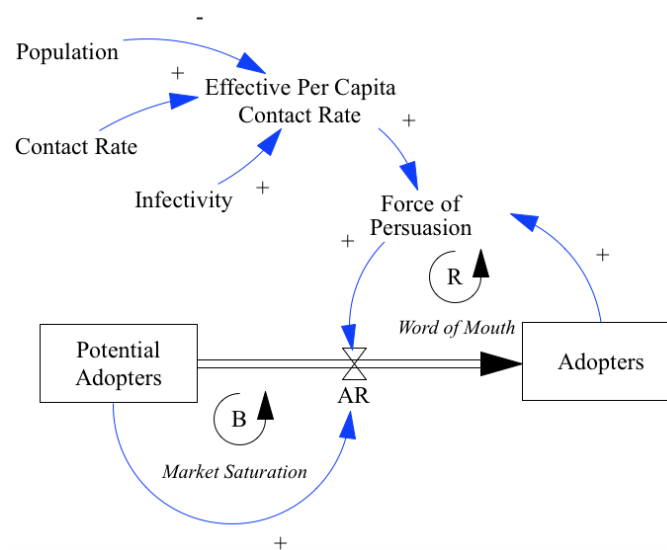 -
Population
+
Effective Per Capita
Contact Rate
+
Contact Rate
Infectivity
+
Force of
Persuasion
+
+
R
Word of Mouth
Potential
Adopters
Adopters
AR
B
Market Saturation
+